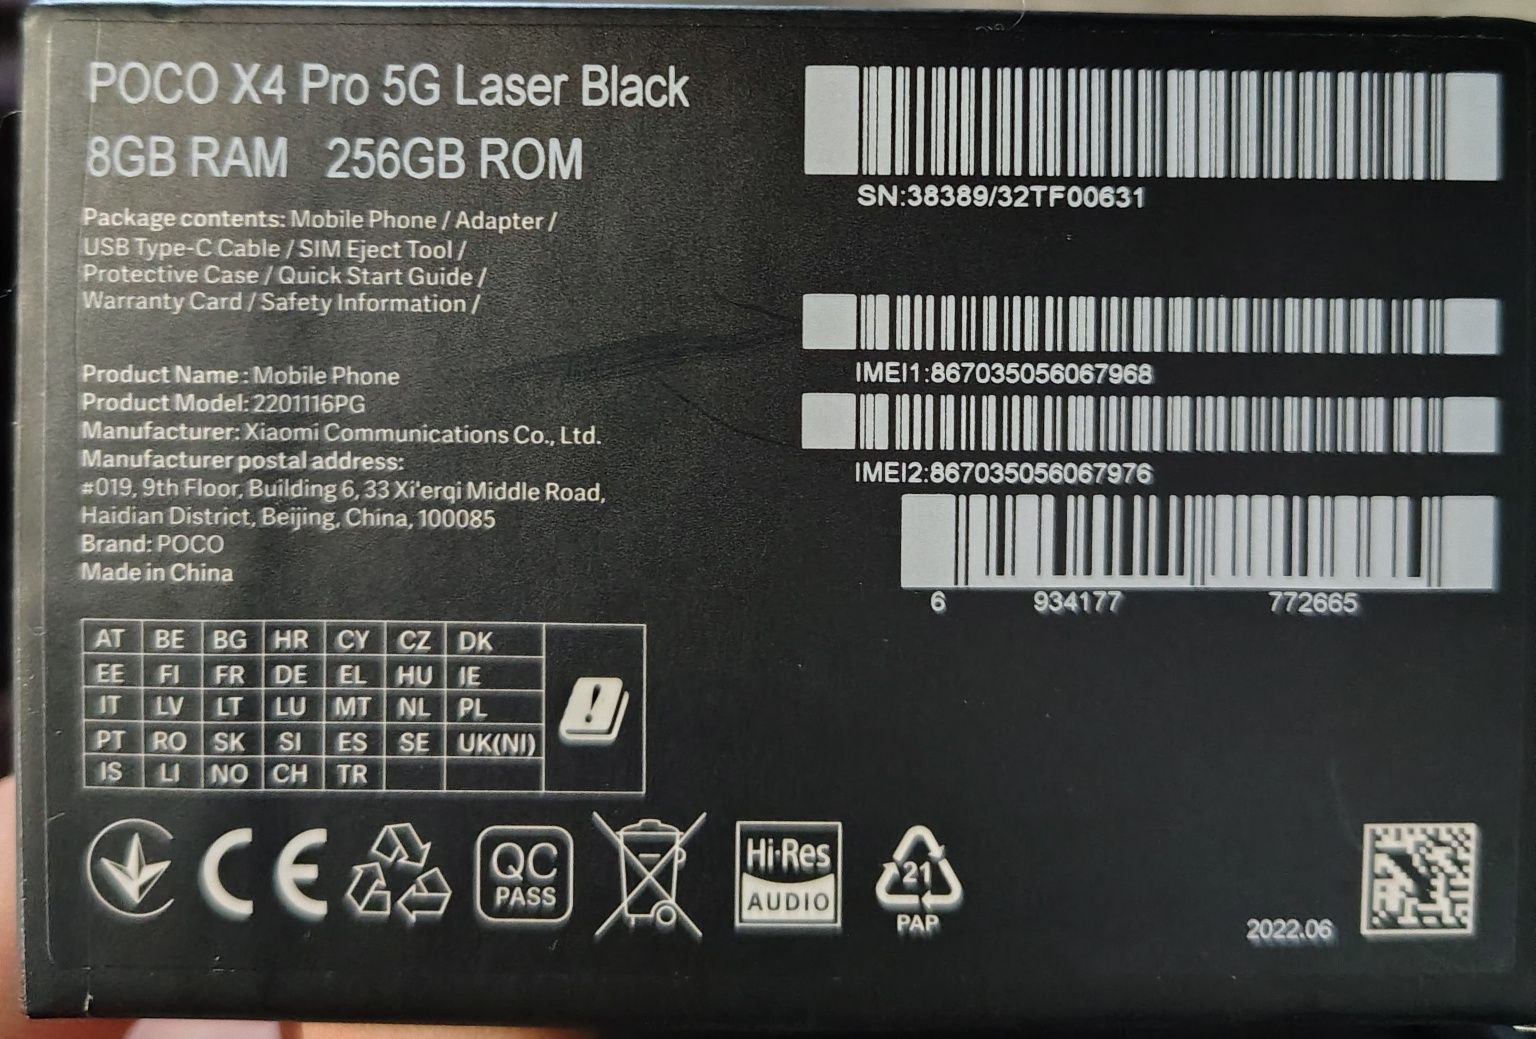 POCO X4 Pro 5G Laser Black
8GB RAM 256GB ROM
Package contents: Mobile Phone / Adapter /
USB Type-C Cable / SIM Eject Tool /
Protective Case / Quick Start Guide /
Warranty Card / Safety Information /
Product Name : Mobile Phone
Product Model: 2201116PG
Manufacturer: Xiaomi Communications Co., Ltd.
Manufacturer postal address:
#019, 9th Floor, Building 6, 33 Xi'erqi Middle Road,
Haidian District, Beijing, China, 100085
Brand: POCO
Made in China
SN:38389/32TF00631
IMEI1:867035056067968
IMEI2:867035056067976
6 934177 772665
AT BE BG HR CY CZ DK
EE FI FR DE EL HU IE
IT LV LT LU MT NL PL
PT RO SK SI ES SE UK(NI)
IS LI NO CH TR
CE
QC
PASS
Hi-Res
AUDIO
21
PAP
2022.06